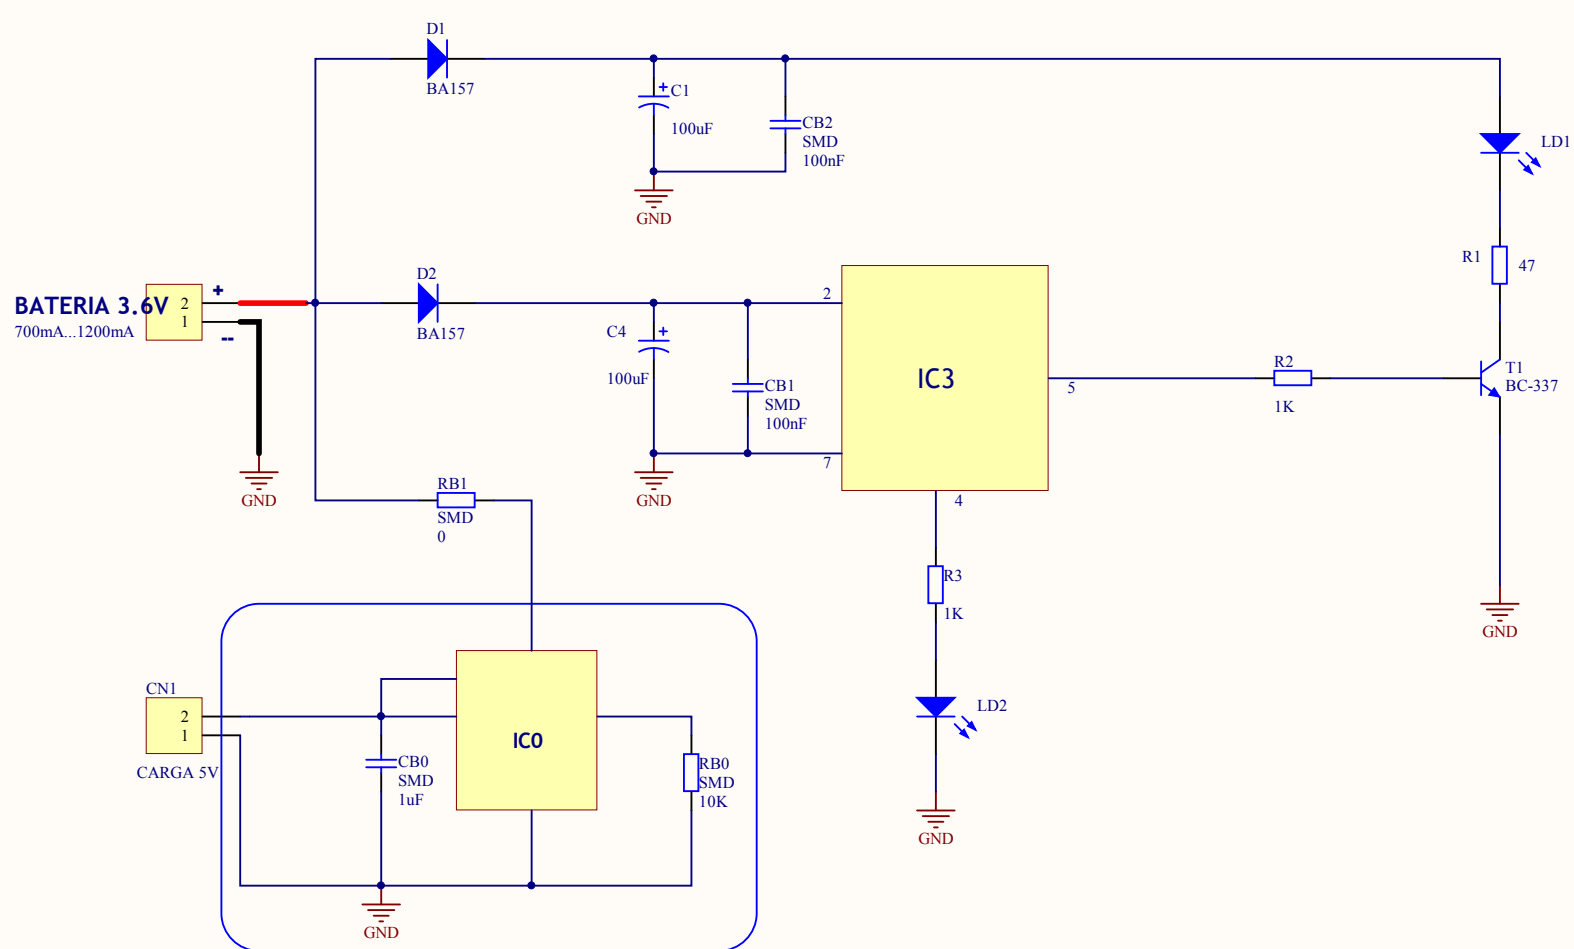 D1
BA157
+
C1
100uF
CB2
SMD
100nF
GND
LD1
R1
47
BATERIA 3.6V
700mA...1200mA
2
1
+
--
GND
D2
BA157
+
C4
100uF
CB1
SMD
100nF
GND
2
7
IC3
5
4
R2
1K
T1
BC-337
GND
RB1
SMD
0
R3
1K
LD2
GND
CN1
2
1
CARGA 5V
CB0
SMD
1uF
IC0
RB0
SMD
10K
GND